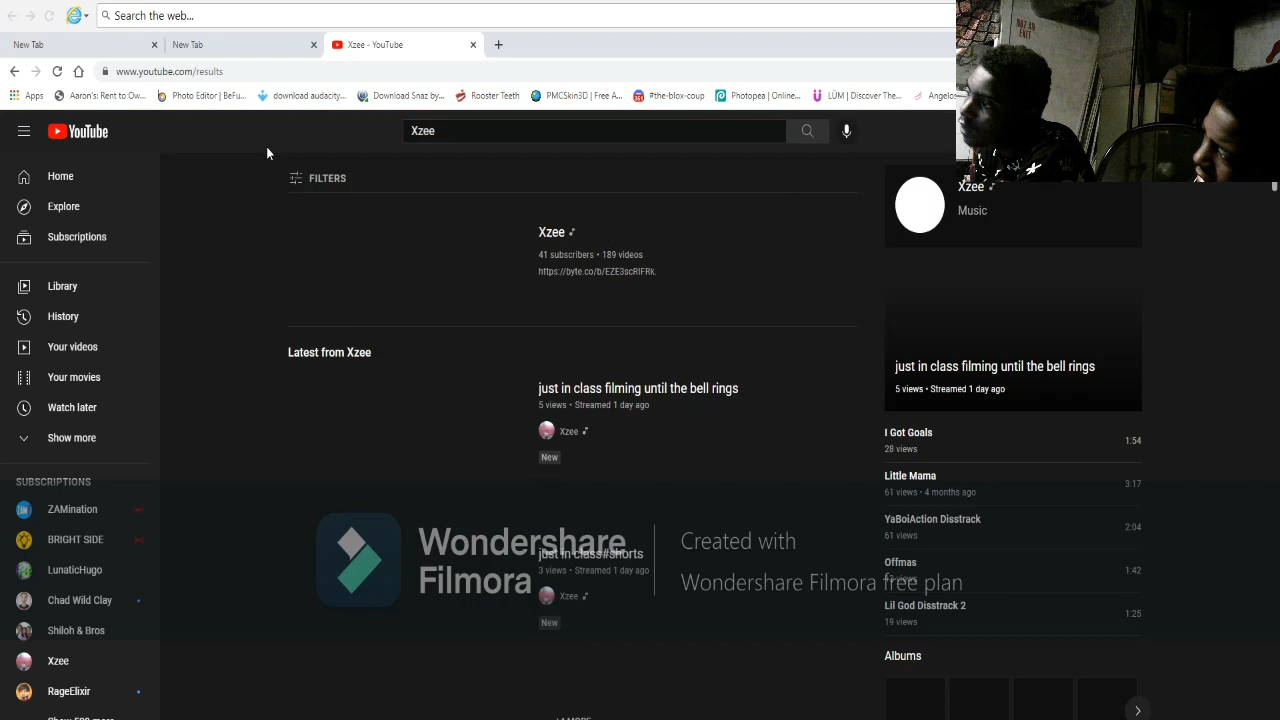 Search the web...
New Tab
New Tab
Xzee - YouTube
www.youtube.com/results
Apps
Aaron's: Rent to Ow...
Photo Editor | BeFu...
download audacity...
Download Snaz by...
Rooster Teeth
PMCSkin3D | Free A...
#the-blox-coup
Photopea | Online...
LÜM | Discover The...
Angelo
YouTube
Xzee
Home
Explore
Subscriptions
Library
History
Your videos
Your movies
Watch later
Show more
SUBSCRIPTIONS
ZAMination
BRIGHT SIDE
LunaticHugo
Chad Wild Clay
Shiloh & Bros
Xzee
RageElixir
FILTERS
Xzee
41 subscribers • 189 videos
Latest from Xzee
just in class filming until the bell rings
5 views • Streamed 1 day ago
Xzee
New
just in class#shorts
3 views • Streamed 1 day ago
Xzee
New
Xzee
Music
just in class filming until the bell rings
5 views • Streamed 1 day ago
I Got Goals
28 views
1:54
Little Mama
61 views • 4 months ago
3:17
YaBoiAction Disstrack
61 views
2:04
Offmas
1:42
Lil God Disstrack 2
19 views
1:25
Albums
Wondershare
Filmora
Created with
Wondershare Filmora free plan